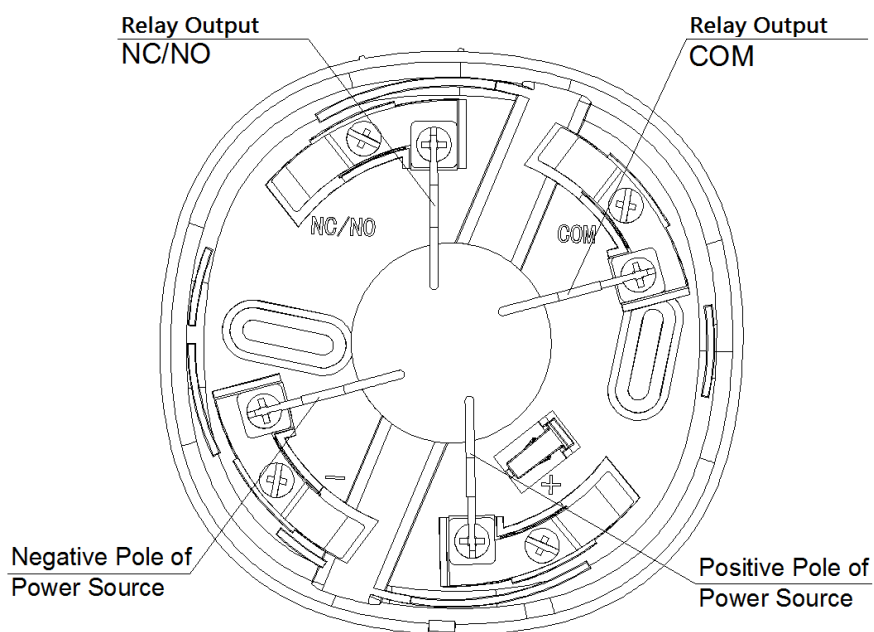 Relay Output
NC/NO
Relay Output
COM
NC/NO
COM
-
+
Negative Pole of
Power Source
Positive Pole of
Power Source